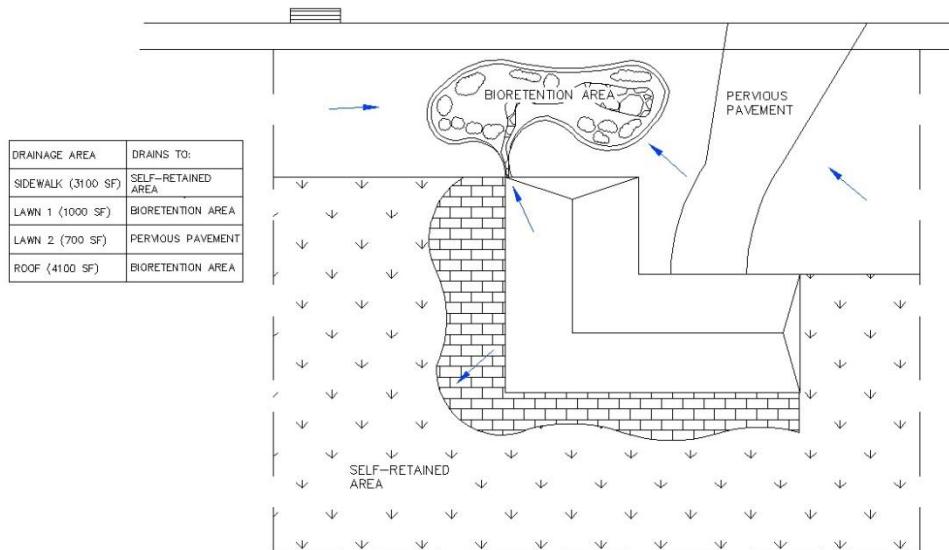 BIORETENTION AREA
PERVIOUS
PAVEMENT
DRAINAGE AREA DRAINS TO:
SIDEWALK (3100 SF) SELF-RETAINED
AREA
LAWN 1 (1000 SF) BIORETENTION AREA
LAWN 2 (700 SF) PERVIOUS PAVEMENT
ROOF (4100 SF) BIORETENTION AREA
SELF-RETAINED
AREA